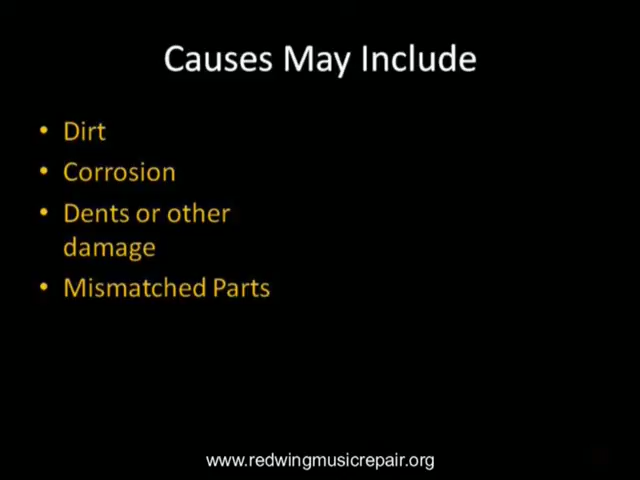 Causes May Include
• Dirt
• Corrosion
• Dents or other
damage
• Mismatched Parts
www.redwingmusicrepair.org